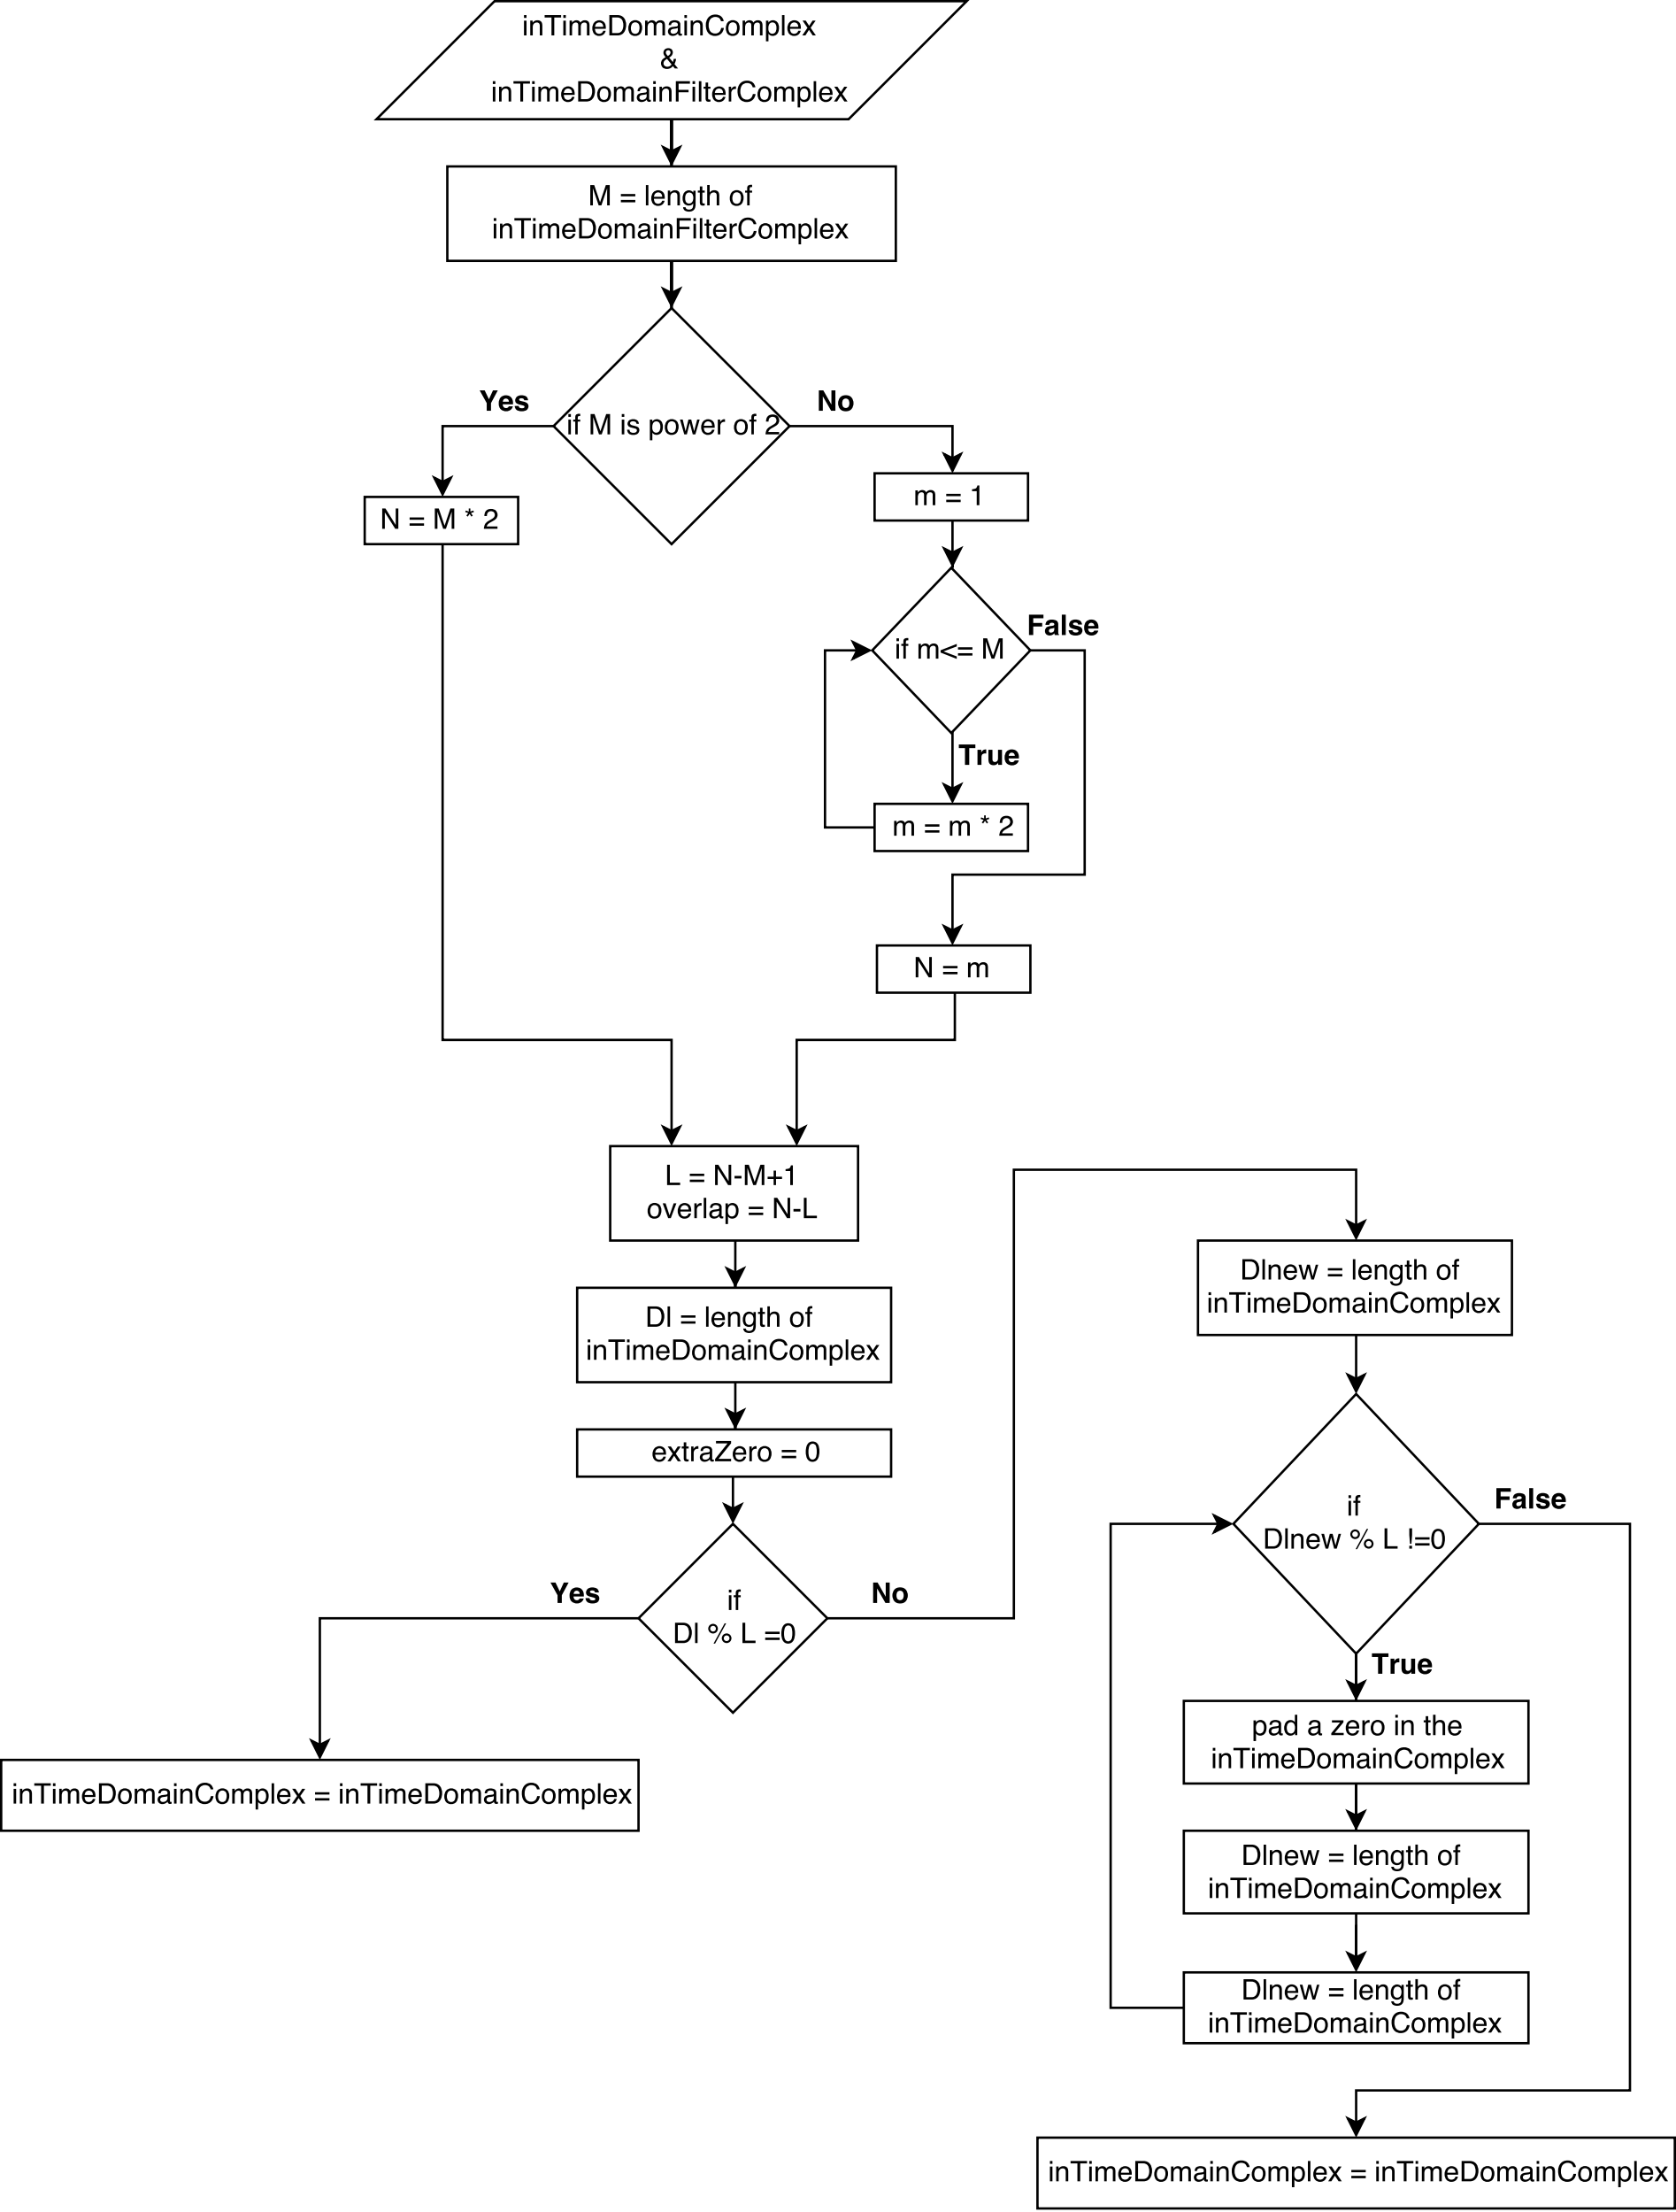 inTimeDomainComplex
&
inTimeDomainFilterComplex
M = length of
inTimeDomainFilterComplex
Yes
No
if M is power of 2
m = 1
N = M * 2
False
if m<= M
True
m = m * 2
N = m
L = N-M+1
overlap = N-L
Dl = length of
inTimeDomainComplex
extraZero = 0
Yes
No
if
Dl % L =0
inTimeDomainComplex = inTimeDomainComplex
Dlnew = length of
inTimeDomainComplex
False
if
Dlnew % L !=0
True
pad a zero in the
inTimeDomainComplex
Dlnew = length of
inTimeDomainComplex
Dlnew = length of
inTimeDomainComplex
inTimeDomainComplex = inTimeDomainComplex